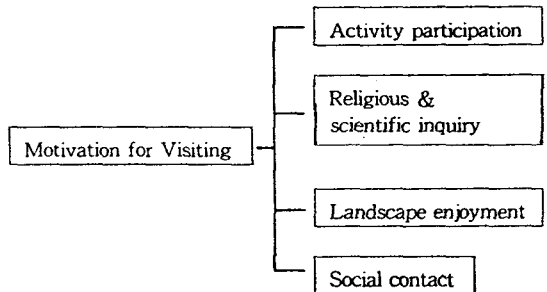 Activity participation
Religious &
scientific inquiry
Motivation for Visiting
Landscape enjoyment
Social contact